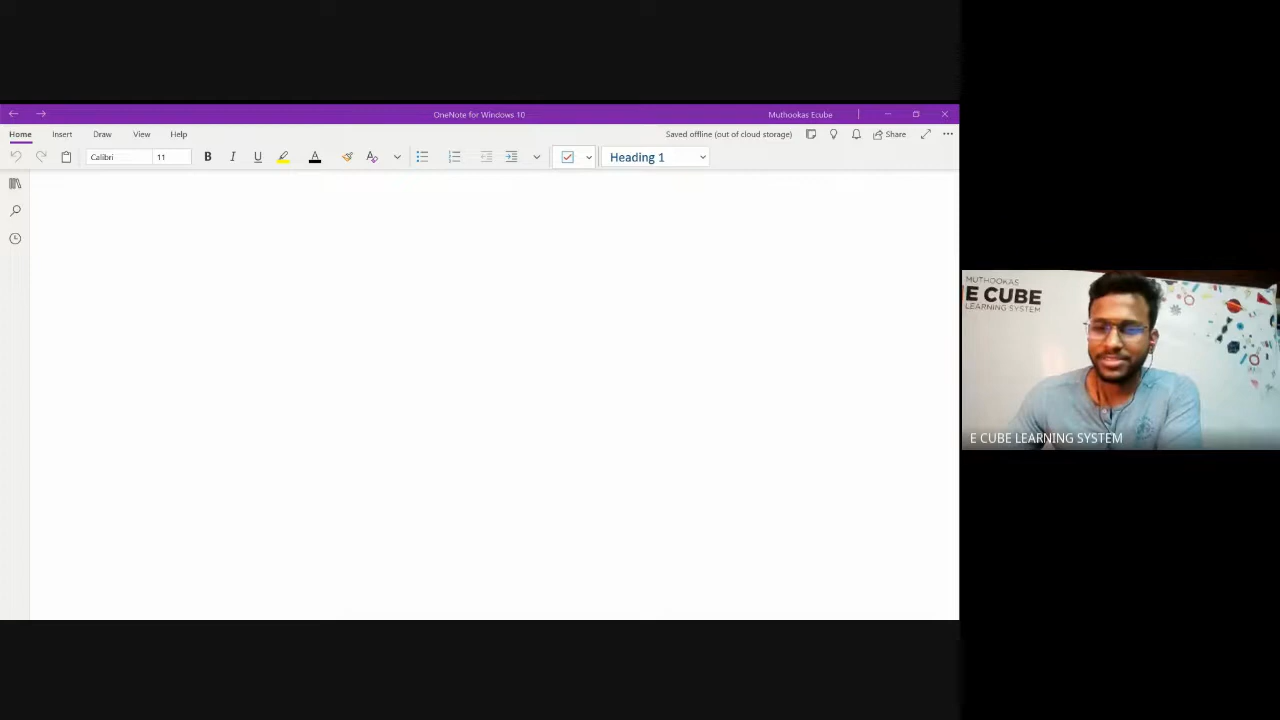 OneNote for Windows 10
Muthookas Ecube
Home Insert Draw View Help
Saved offline (out of cloud storage)
Share
Calibri 11 B I U A A Heading 1
MUTHOOKAS
E CUBE
LEARNING SYSTEM
E CUBE LEARNING SYSTEM